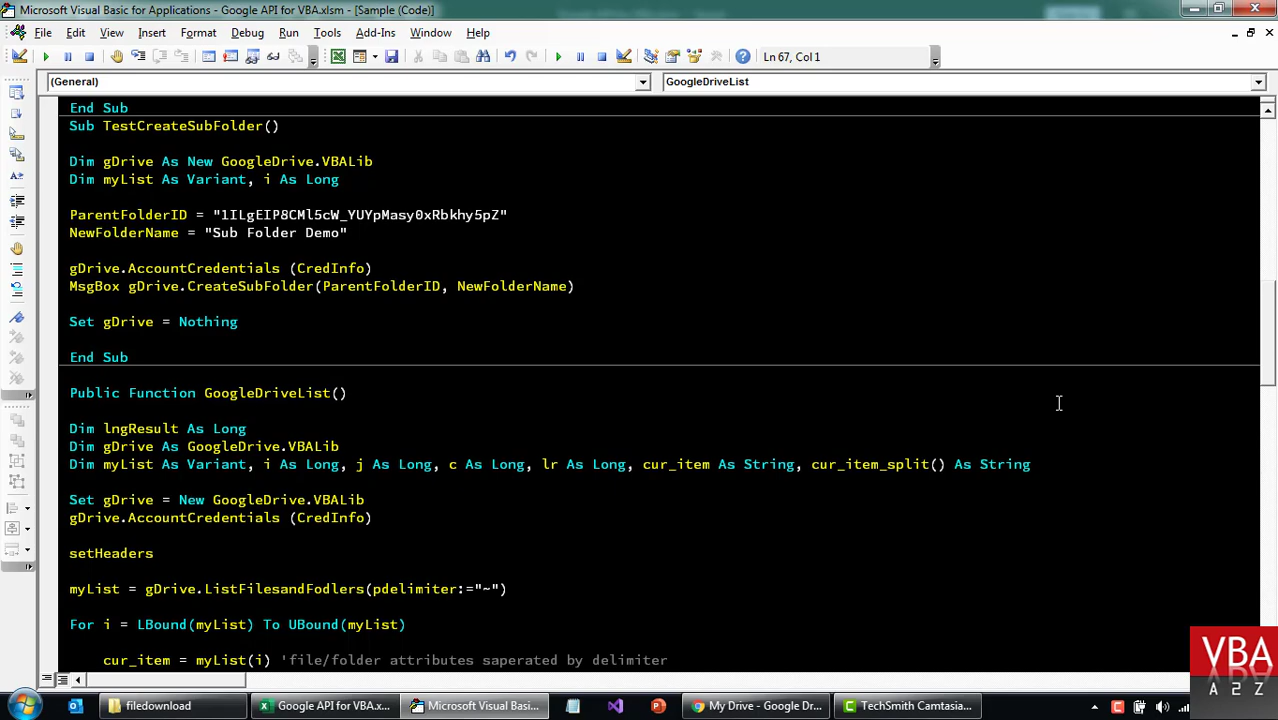 Microsoft Visual Basic for Applications - Google API for VBA.xlsm - [Sample (Code)]
File Edit View Insert Format Debug Run Tools Add-Ins Window Help
Ln 67, Col 1
(General) GoogleDriveList
End Sub
Sub TestCreateSubFolder()
Dim gDrive As New GoogleDrive.VBALib
Dim myList As Variant, i As Long
ParentFolderID = "1ILgEIP8CMl5cW_YUYpMasy0xRbkhy5pZ"
NewFolderName = "Sub Folder Demo"
gDrive.AccountCredentials (CredInfo)
MsgBox gDrive.CreateSubFolder(ParentFolderID, NewFolderName)
Set gDrive = Nothing
End Sub
Public Function GoogleDriveList()
Dim lngResult As Long
Dim gDrive As GoogleDrive.VBALib
Dim myList As Variant, i As Long, j As Long, c As Long, lr As Long, cur_item As String, cur_item_split() As String
Set gDrive = New GoogleDrive.VBALib
gDrive.AccountCredentials (CredInfo)
setHeaders
myList = gDrive.ListFilesandFodlers(pdelimiter:="~")
For i = LBound(myList) To UBound(myList)
cur_item = myList(i) 'file/folder attributes saperated by delimiter
VBA
A 2 Z
filedownload Google API for VBA.x... Microsoft Visual Basi... My Drive - Google Dr... TechSmith Camtasia...